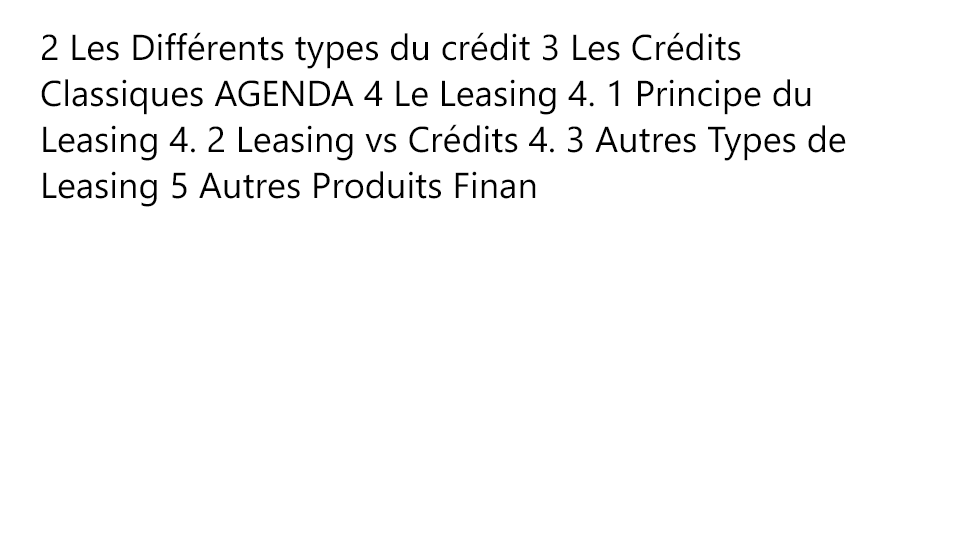 2 Les Différents types du crédit 3 Les Crédits
Classiques AGENDA 4 Le Leasing 4. 1 Principe du
Leasing 4. 2 Leasing vs Crédits 4. 3 Autres Types de
Leasing 5 Autres Produits Finan